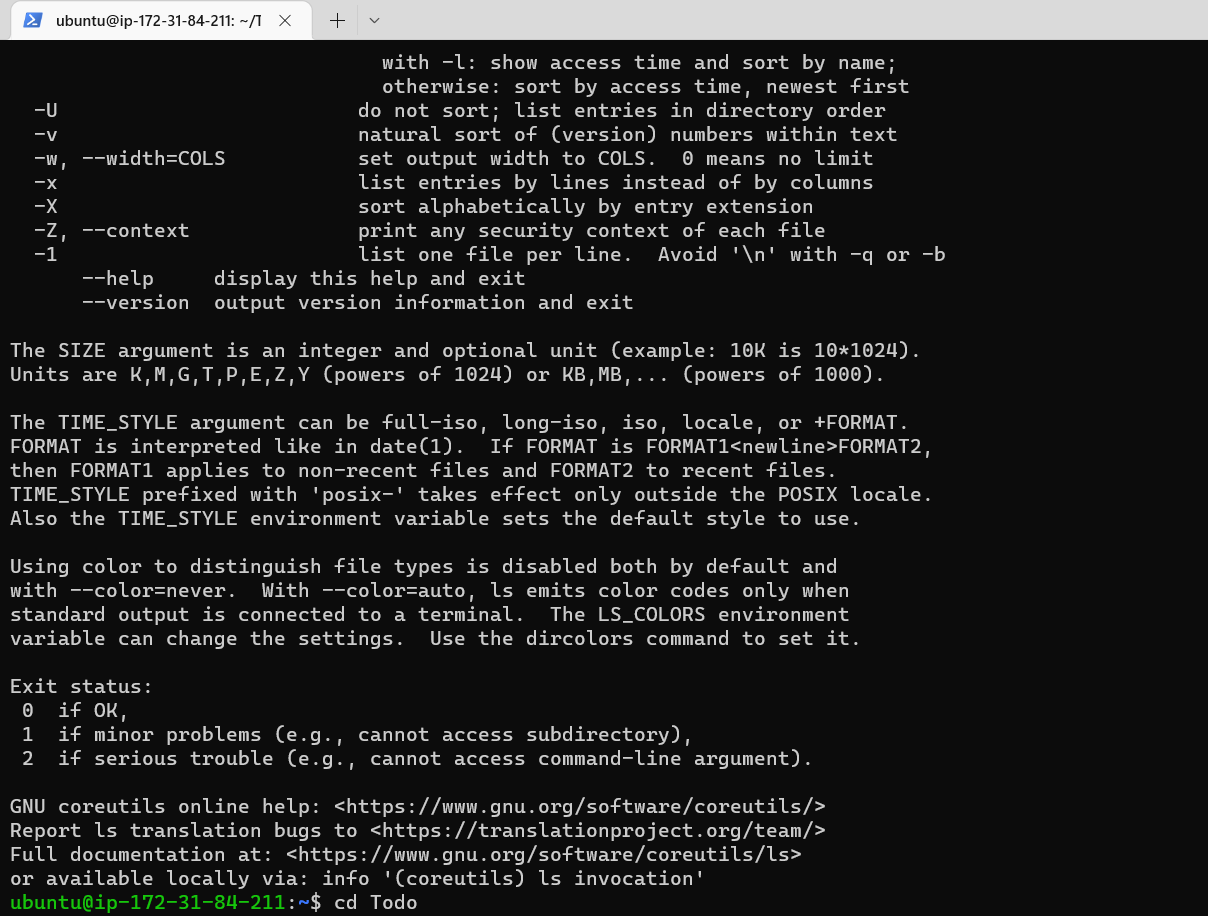 ubuntu@ip-172-31-84-211: ~/T
with -l: show access time and sort by name;
otherwise: sort by access time, newest first
-U                         do not sort; list entries in directory order
-v                         natural sort of (version) numbers within text
-w, --width=COLS           set output width to COLS.  0 means no limit
-x                         list entries by lines instead of by columns
-X                         sort alphabetically by entry extension
-Z, --context              print any security context of each file
-1                         list one file per line.  Avoid '\n' with -q or -b
--help     display this help and exit
--version  output version information and exit
The SIZE argument is an integer and optional unit (example: 10K is 10*1024).
Units are K,M,G,T,P,E,Z,Y (powers of 1024) or KB,MB,... (powers of 1000).
The TIME_STYLE argument can be full-iso, long-iso, iso, locale, or +FORMAT.
FORMAT is interpreted like in date(1).  If FORMAT is FORMAT1<newline>FORMAT2,
then FORMAT1 applies to non-recent files and FORMAT2 to recent files.
TIME_STYLE prefixed with 'posix-' takes effect only outside the POSIX locale.
Also the TIME_STYLE environment variable sets the default style to use.
Using color to distinguish file types is disabled both by default and
with --color=never.  With --color=auto, ls emits color codes only when
standard output is connected to a terminal.  The LS_COLORS environment
variable can change the settings.  Use the dircolors command to set it.
Exit status:
0  if OK,
1  if minor problems (e.g., cannot access subdirectory),
2  if serious trouble (e.g., cannot access command-line argument).
GNU coreutils online help: <https://www.gnu.org/software/coreutils/>
Report ls translation bugs to <https://translationproject.org/team/>
Full documentation at: <https://www.gnu.org/software/coreutils/ls>
or available locally via: info '(coreutils) ls invocation'
ubuntu@ip-172-31-84-211:~$ cd Todo